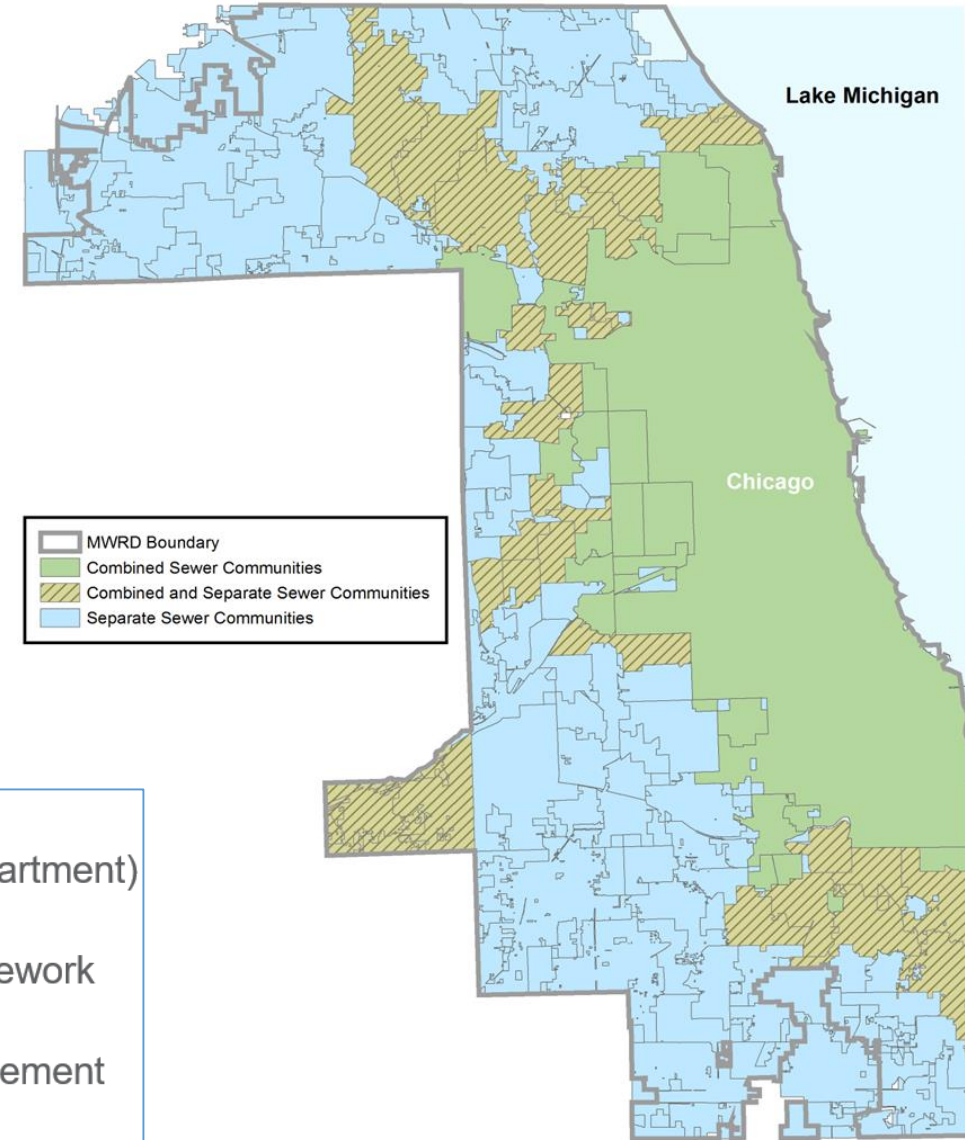 Lake Michigan
Chicago
MWRD Boundary
Combined Sewer Communities
Combined and Separate Sewer Communities
Separate Sewer Communities
artment)
ework
ement